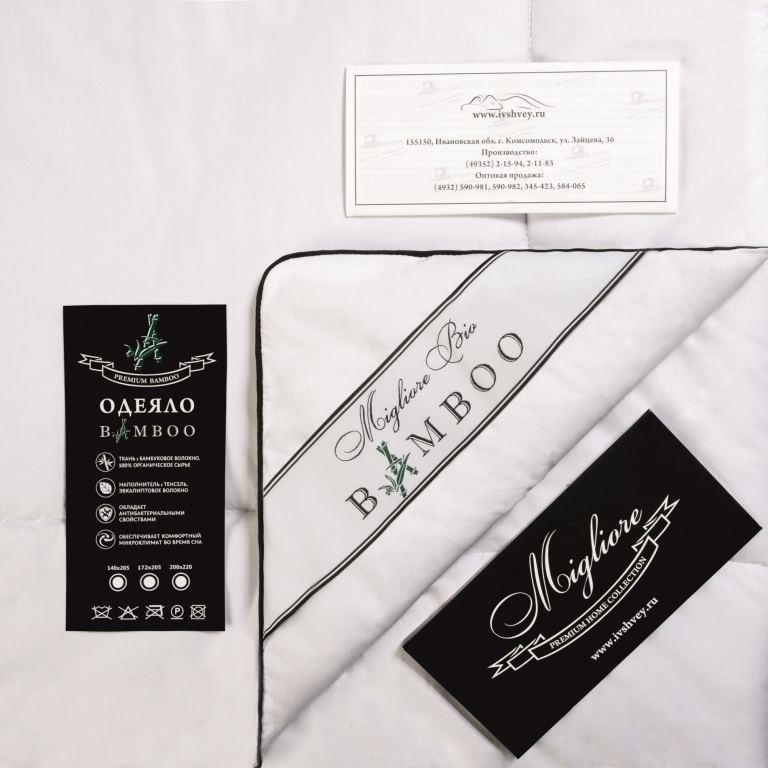 www.ivshvey.ru
155150, Ивановская обл. г. Комсомольск, ул. Зайцева, 36
Производство:
(49352) 2-15-94, 2-11-83
Оптовая продажа:
(4932) 590-981, 590-982, 345-423, 584-065
Migliore Bio
BAMBOO
PREMIUM BAMBOO
ОДЕЯЛО
BAMBOO
ТКАНЬ : БАМБУКОВОЕ ВОЛОКНО,
100% ОРГАНИЧЕСКОЕ СЫРЬЕ
НАПОЛНИТЕЛЬ : ТЕНСЕЛЬ,
ЭВКАЛИПТОВОЕ ВОЛОКНО
ОБЛАДАЕТ
АНТИБАКТЕРИАЛЬНЫМИ
СВОЙСТВАМИ
ОБЕСПЕЧИВАЕТ КОМФОРТНЫЙ
МИКРОКЛИМАТ ВО ВРЕМЯ СНА
140x205 172x205 200x220
Migliore
PREMIUM HOME COLLECTION
www.ivshvey.ru